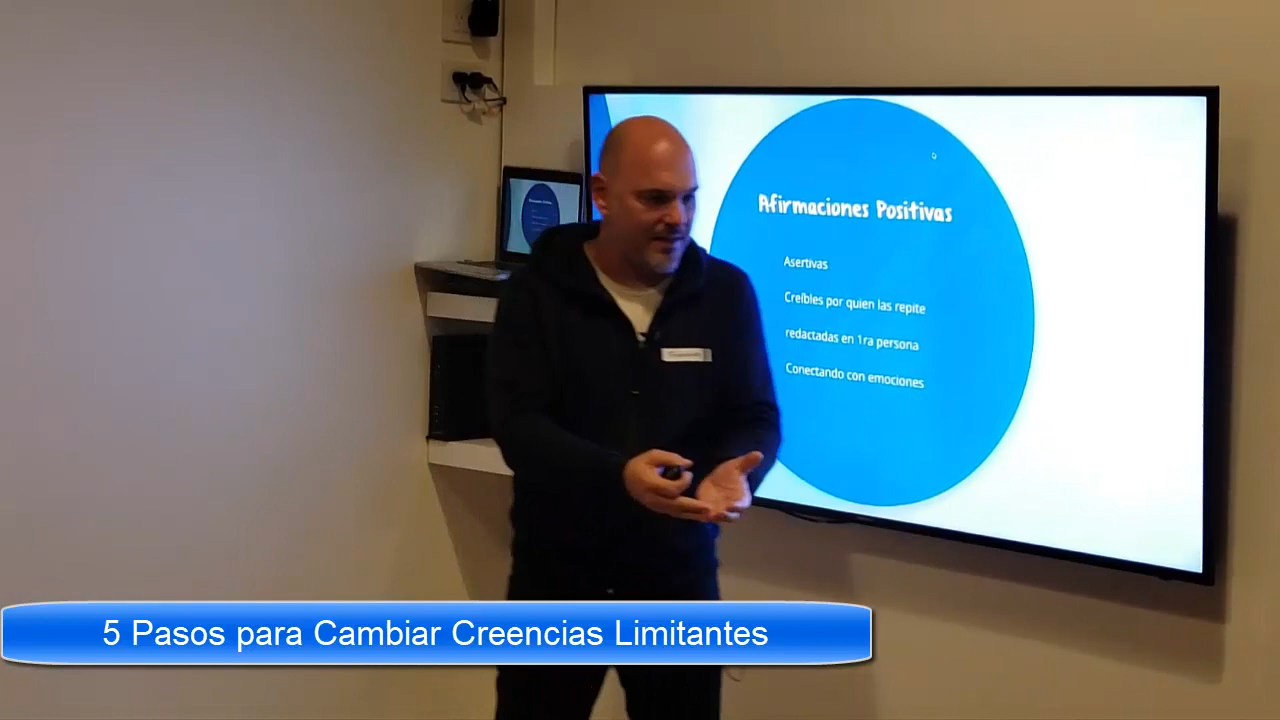 Afirmaciones Positivas
Asertivas
Creíbles por quien las repite
redactadas en 1ra persona
Conectando con emociones
5 Pasos para Cambiar Creencias Limitantes